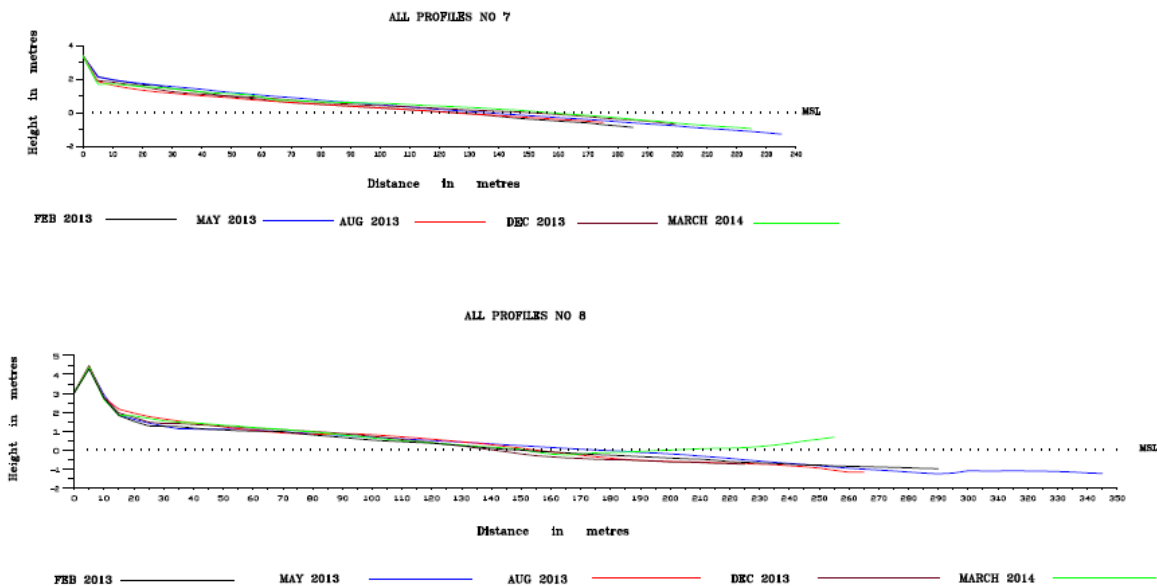 ALL PROFILES NO 7
Height in metres
4
2
0
-2
MSL
0 10 20 30 40 50 60 70 80 90 100 110 120 130 140 150 160 170 180 190 200 210 220 230 240
Distance in metres
FEB 2013 MAY 2013 AUG 2013 DEC 2013 MARCH 2014
ALL PROFILES NO 8
Height in metres
5
4
3
2
1
0
-1
-2
MSL
0 10 20 30 40 50 60 70 80 90 100 110 120 130 140 150 160 170 180 190 200 210 220 230 240 250 260 270 280 290 300 310 320 330 340 350
Distance in metres
FEB 2013 MAY 2013 AUG 2013 DEC 2013 MARCH 2014